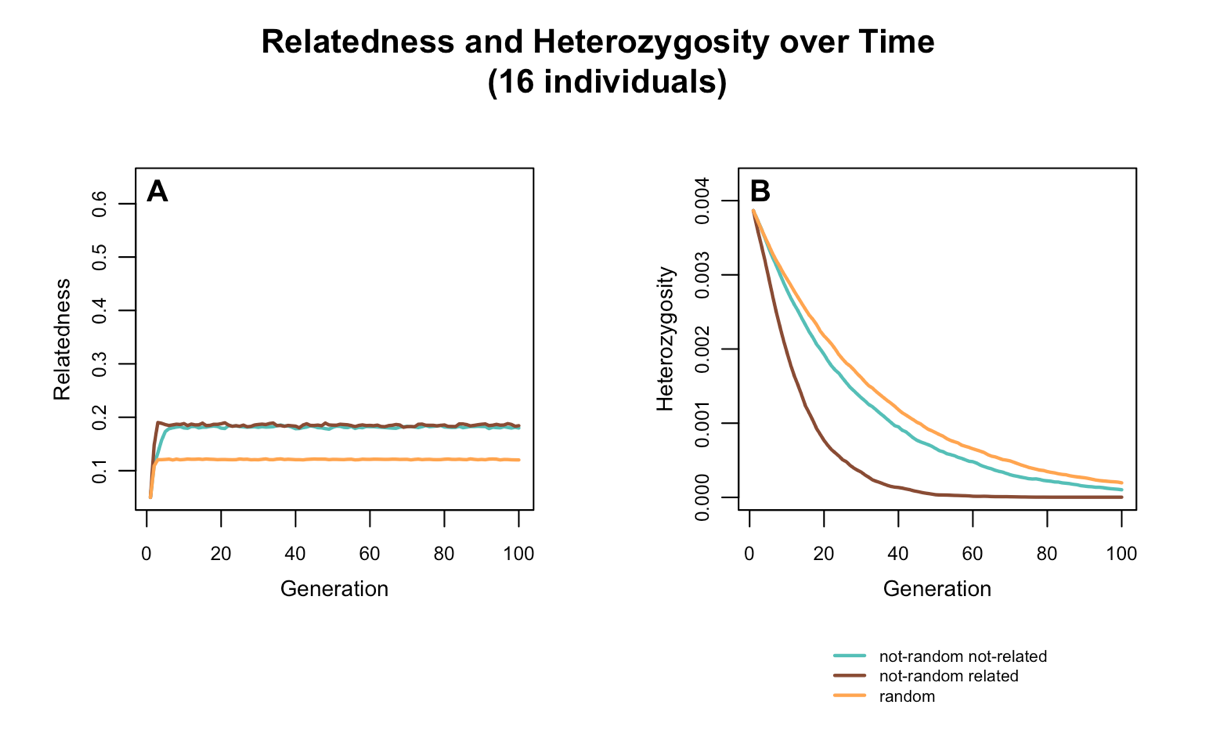 Relatedness and Heterozygosity over Time
(16 individuals)
A
Relatedness
0.6
0.5
0.4
0.3
0.2
0.1
0 20 40 60 80 100
Generation
B
Heterozygosity
0.004
0.003
0.002
0.001
0.000
0 20 40 60 80 100
Generation
not-random not-related
not-random related
random